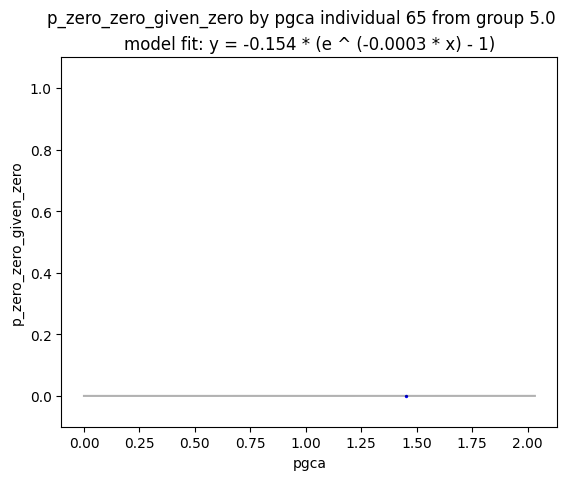 p_zero_zero_given_zero by pgca individual 65 from group 5.0
model fit: y = -0.154 * (e ^ (-0.0003 * x) - 1)
1.0
0.8
0.6
0.4
0.2
0.0
p_zero_zero_given_zero
0.00 0.25 0.50 0.75 1.00 1.25 1.50 1.75 2.00
pgca